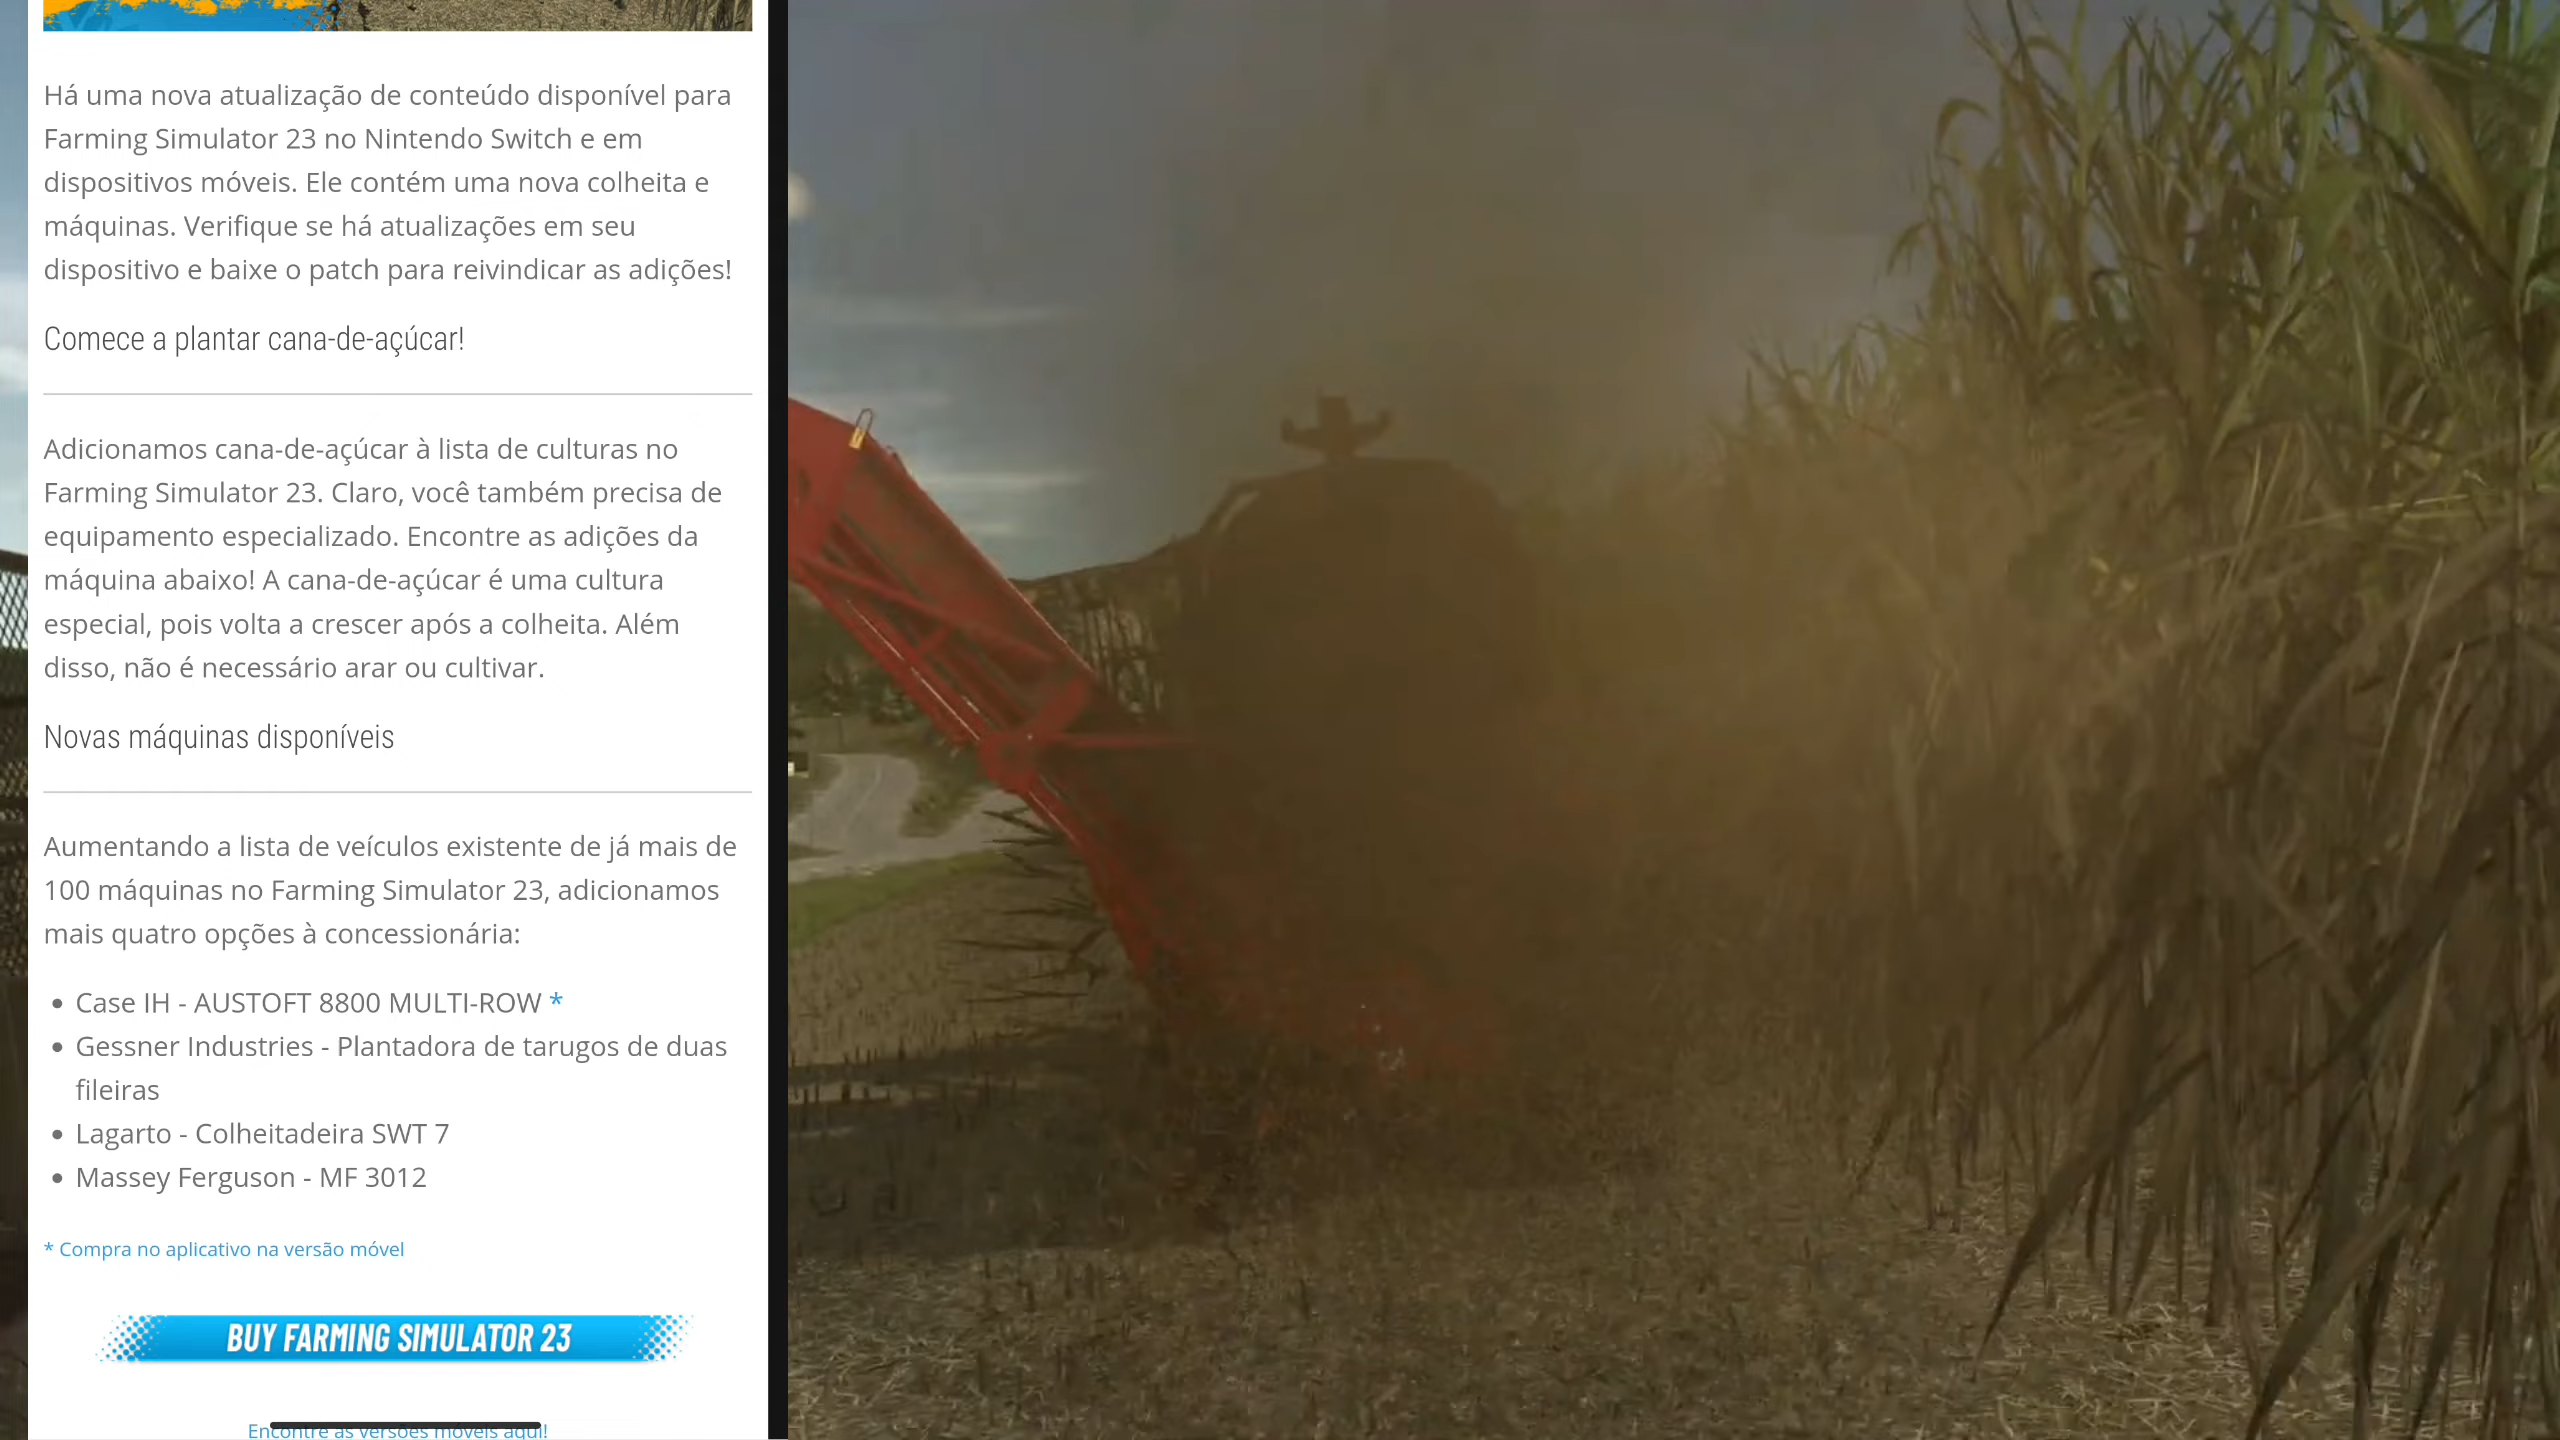 Há uma nova atualização de conteúdo disponível para
Farming Simulator 23 no Nintendo Switch e em
dispositivos móveis. Ele contém uma nova colheita e
máquinas. Verifique se há atualizações em seu
dispositivo e baixe o patch para reivindicar as adições!
Comece a plantar cana-de-açúcar!
Adicionamos cana-de-açúcar à lista de culturas no
Farming Simulator 23. Claro, você também precisa de
equipamento especializado. Encontre as adições da
máquina abaixo! A cana-de-açúcar é uma cultura
especial, pois volta a crescer após a colheita. Além
disso, não é necessário arar ou cultivar.
Novas máquinas disponíveis
Aumentando a lista de veículos existente de já mais de
100 máquinas no Farming Simulator 23, adicionamos
mais quatro opções à concessionária:
• Case IH - AUSTOFT 8800 MULTI-ROW *
• Gessner Industries - Plantadora de tarugos de duas
fileiras
• Lagarto - Colheitadeira SWT 7
• Massey Ferguson - MF 3012
* Compra no aplicativo na versão móvel
BUY FARMING SIMULATOR 23
Encontre as versões móveis aqui!